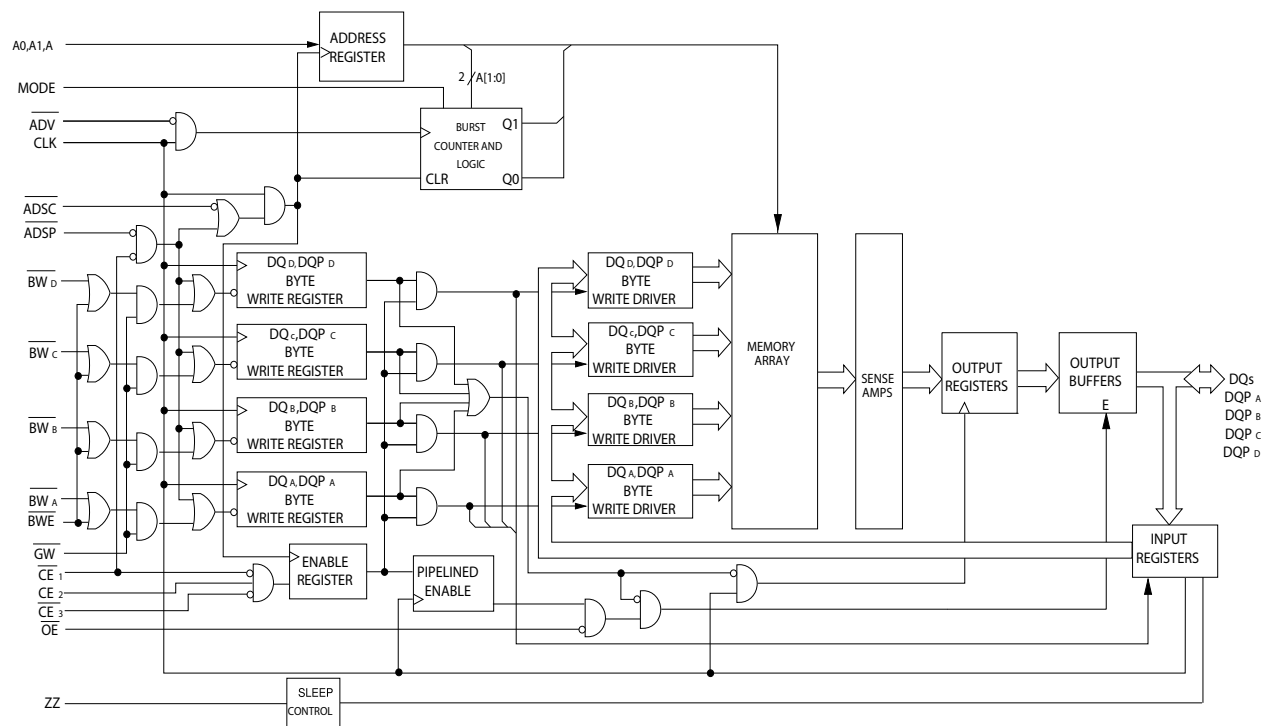 A0,A1,A
ADDRESS
REGISTER
2 A[1:0]
MODE
ADV
CLK
BURST
COUNTER AND
LOGIC
Q1
CLR
Q0
ADSC
ADSP
BW D
DQ D,DQP D
BYTE
WRITE REGISTER
DQ D,DQP D
BYTE
WRITE DRIVER
BW C
DQ c,DQP C
BYTE
WRITE REGISTER
DQ c,DQP C
BYTE
WRITE DRIVER
MEMORY
ARRAY
SENSE
AMPS
OUTPUT
REGISTERS
OUTPUT
BUFFERS
E
DQs
DQP A
DQP B
DQP C
DQP D
BW B
DQ B,DQP B
BYTE
WRITE REGISTER
DQ B,DQP B
BYTE
WRITE DRIVER
BW A
BWE
DQ A,DQP A
BYTE
WRITE REGISTER
DQ A,DQP A
BYTE
WRITE DRIVER
GW
CE 1
CE 2
CE 3
OE
ENABLE
REGISTER
PIPELINED
ENABLE
INPUT
REGISTERS
ZZ
SLEEP
CONTROL